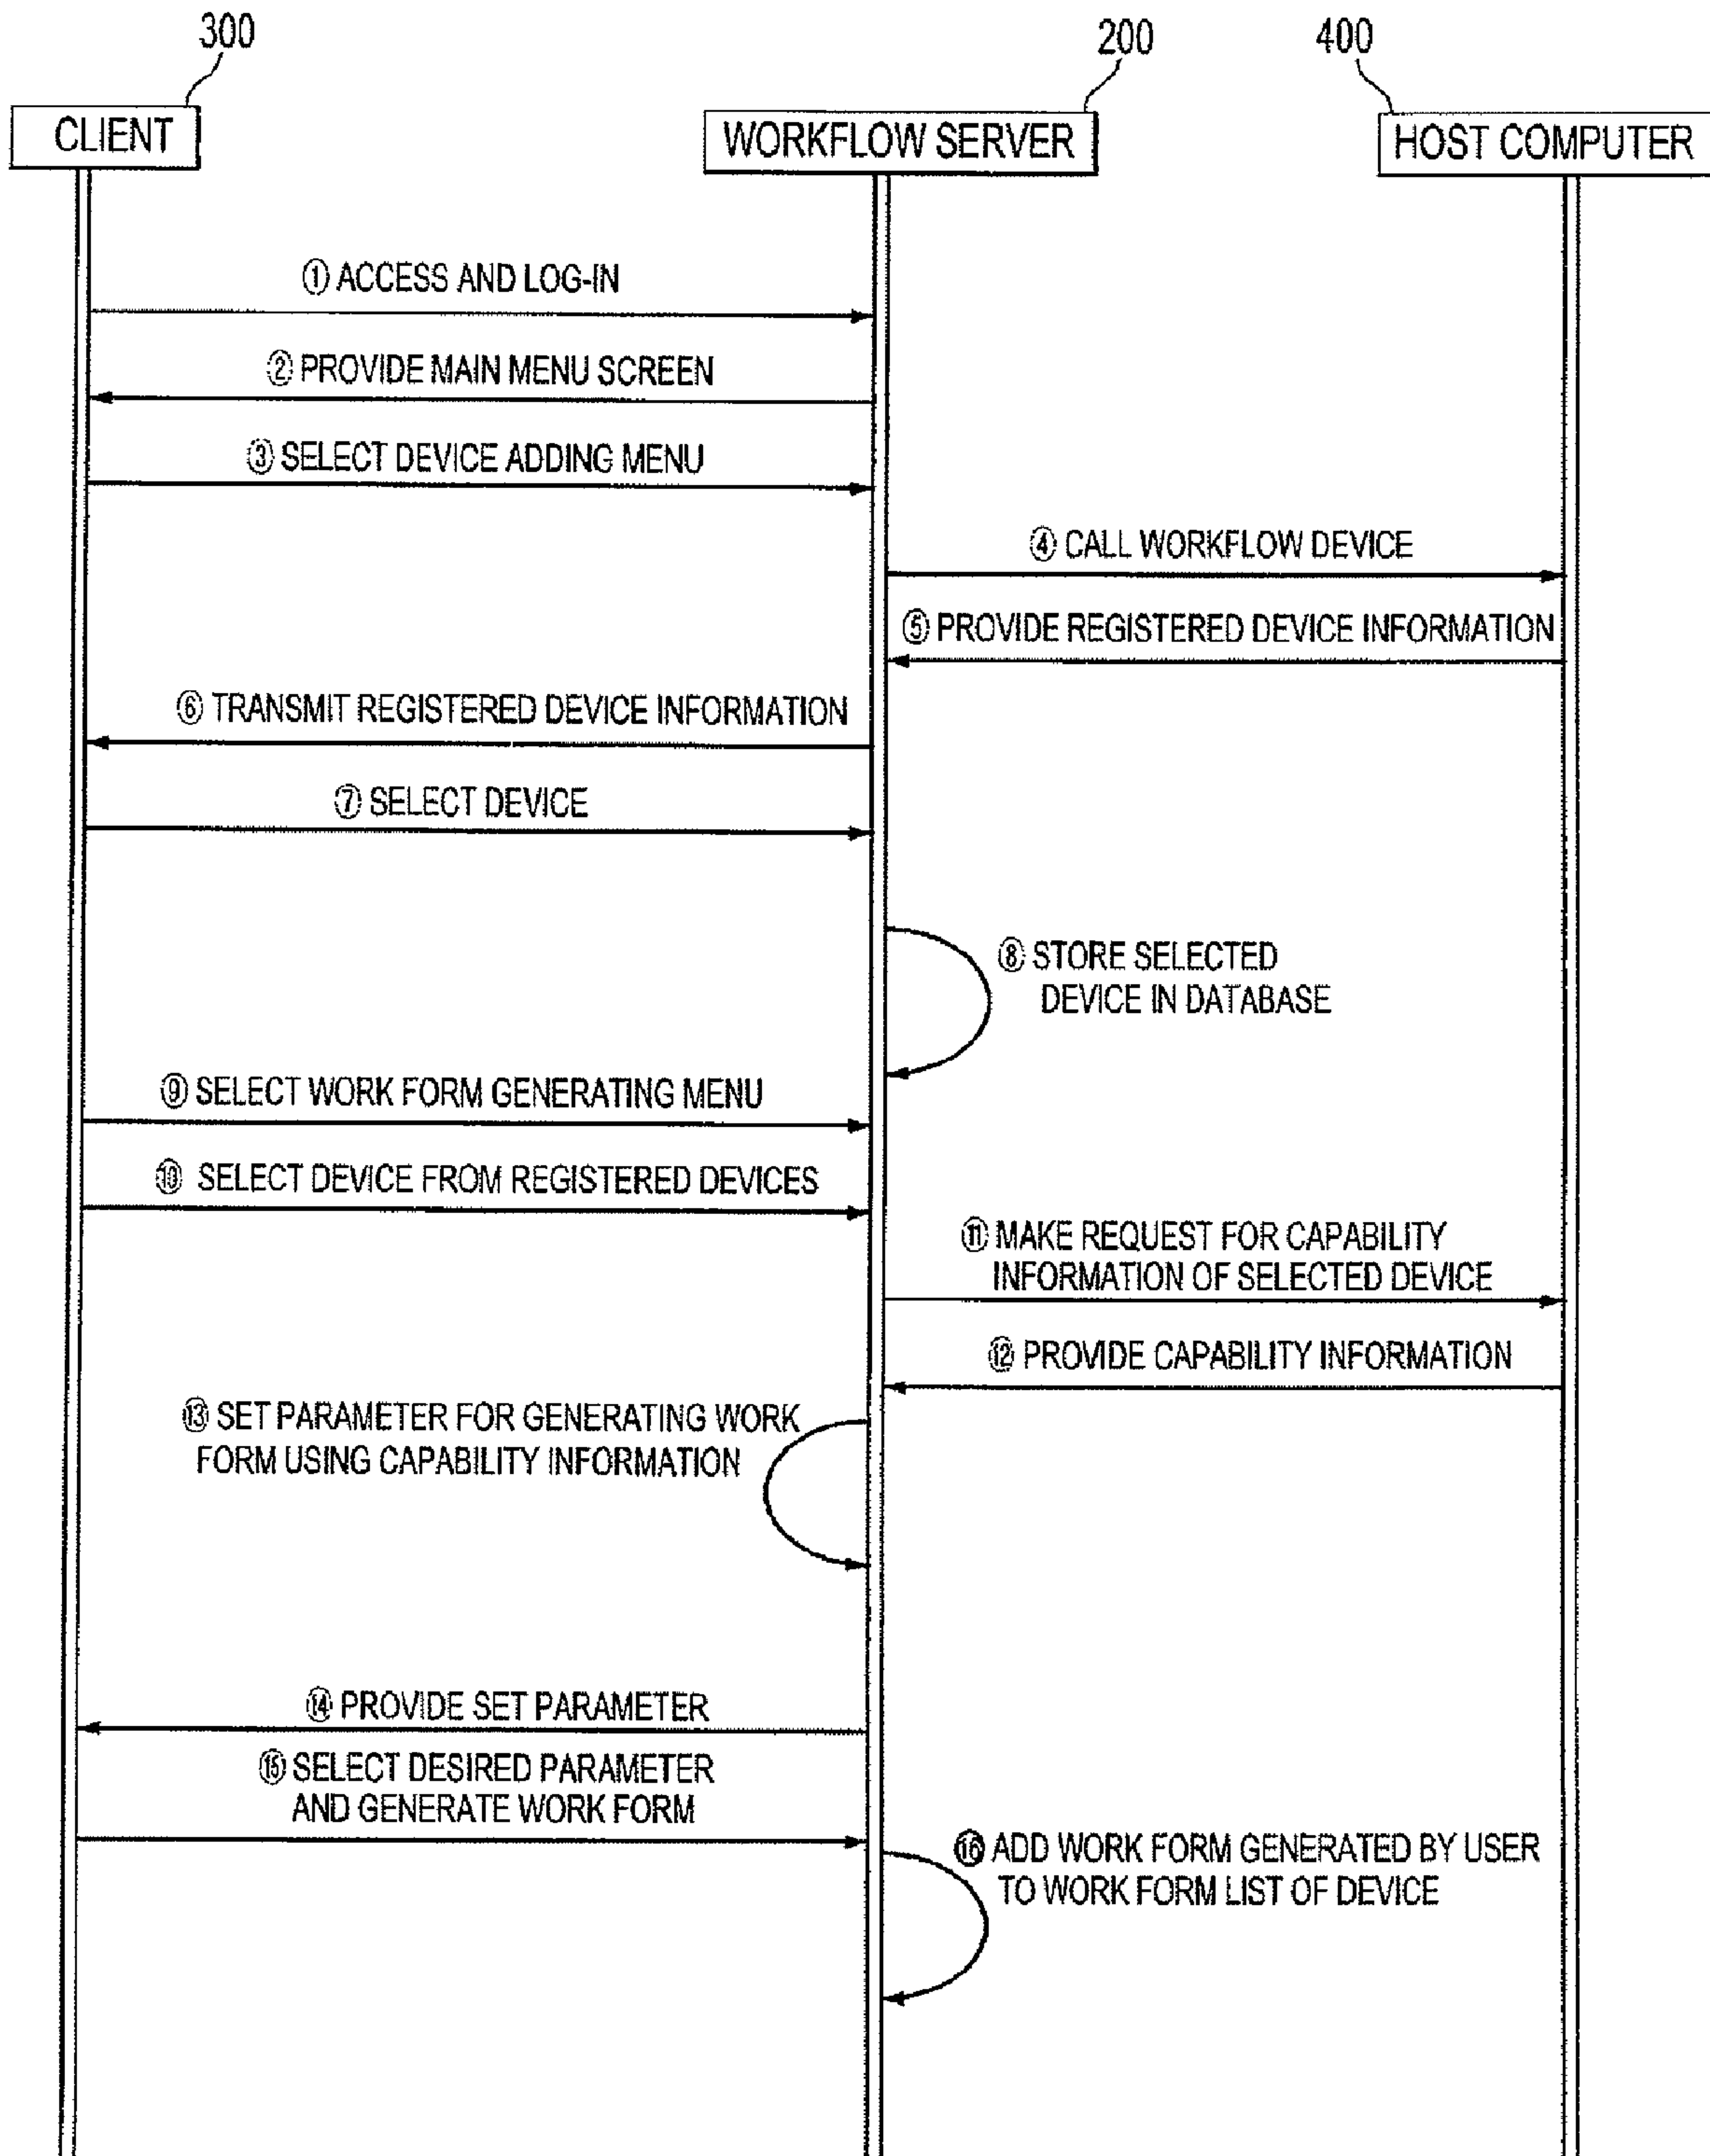 300
200
400
CLIENT
WORKFLOW SERVER
HOST COMPUTER
① ACCESS AND LOG-IN
② PROVIDE MAIN MENU SCREEN
③ SELECT DEVICE ADDING MENU
④ CALL WORKFLOW DEVICE
⑤ PROVIDE REGISTERED DEVICE INFORMATION
⑥ TRANSMIT REGISTERED DEVICE INFORMATION
⑦ SELECT DEVICE
⑧ STORE SELECTED
DEVICE IN DATABASE
⑨ SELECT WORK FORM GENERATING MENU
⑩ SELECT DEVICE FROM REGISTERED DEVICES
⑪ MAKE REQUEST FOR CAPABILITY
INFORMATION OF SELECTED DEVICE
⑫ PROVIDE CAPABILITY INFORMATION
⑬ SET PARAMETER FOR GENERATING WORK
FORM USING CAPABILITY INFORMATION
⑭ PROVIDE SET PARAMETER
⑮ SELECT DESIRED PARAMETER
AND GENERATE WORK FORM
⑯ ADD WORK FORM GENERATED BY USER
TO WORK FORM LIST OF DEVICE